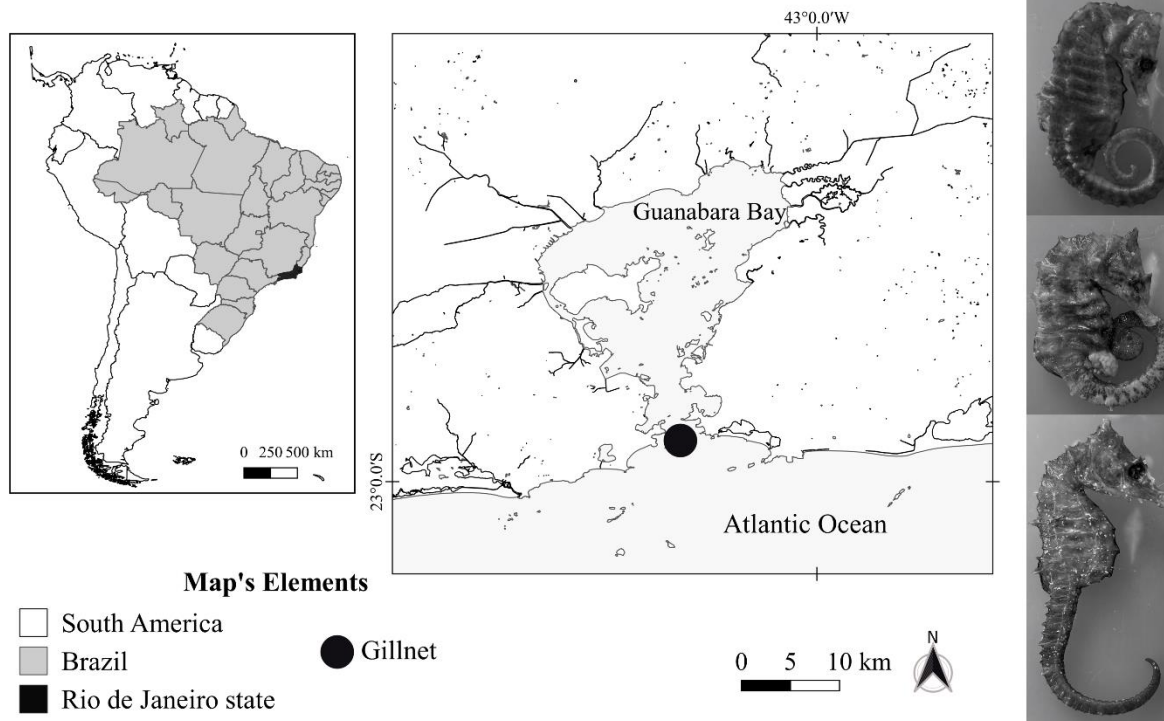 43°0.0'W
Guanabara Bay
0 250 500 km
23°0.0'S
Atlantic Ocean
Map's Elements
South America
Brazil
Rio de Janeiro state
Gillnet
0 5 10 km
N